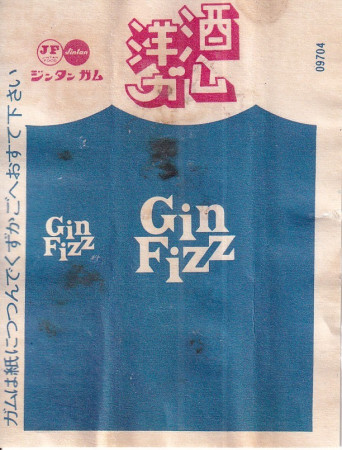 JF
Jintan
ジンタンガム
洋酒
ガム
09704
Gin
Fizz
Gin
Fizz
ガムは紙につつんでくずかごへおすて下さい